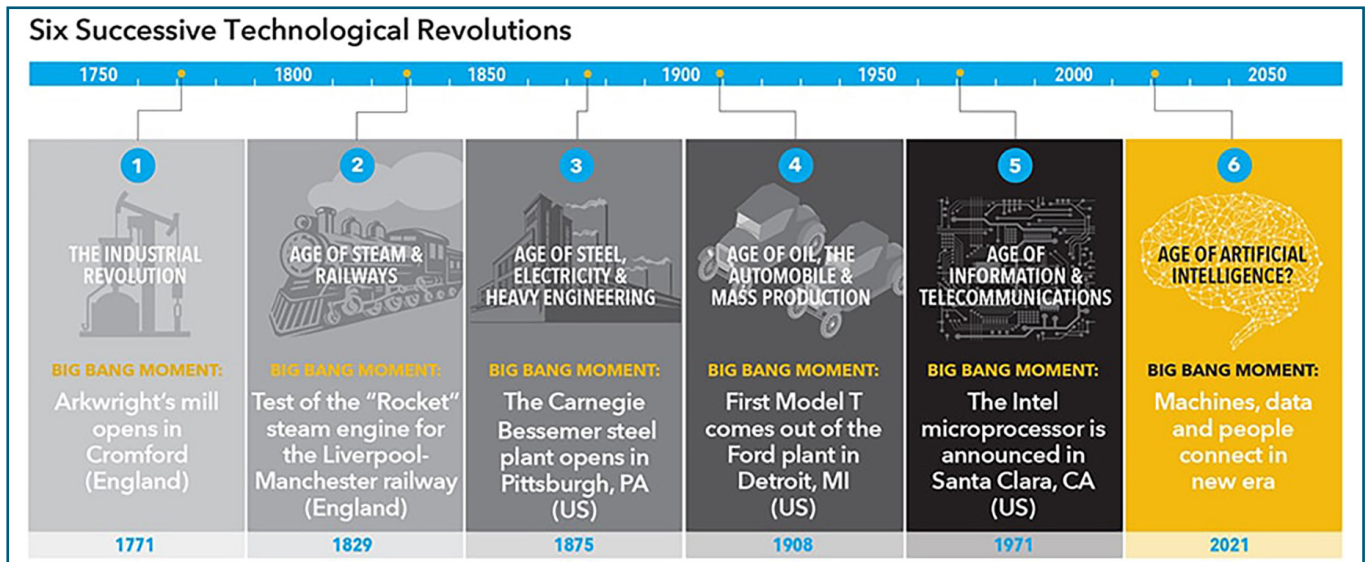 Six Successive Technological Revolutions
1750 1800 1850 1900 1950 2000 2050
1
THE INDUSTRIAL
REVOLUTION
BIG BANG MOMENT:
Arkwright’s mill
opens in
Cromford
(England)
1771
2
AGE OF STEAM &
RAILWAYS
BIG BANG MOMENT:
Test of the “Rocket”
steam engine for
the Liverpool-
Manchester railway
(England)
1829
3
AGE OF STEEL,
ELECTRICITY &
HEAVY ENGINEERING
BIG BANG MOMENT:
The Carnegie
Bessemer steel
plant opens in
Pittsburgh, PA
(US)
1875
4
AGE OF OIL, THE
AUTOMOBILE &
MASS PRODUCTION
BIG BANG MOMENT:
First Model T
comes out of the
Ford plant in
Detroit, MI
(US)
1908
5
AGE OF
INFORMATION &
TELECOMMUNICATIONS
BIG BANG MOMENT:
The Intel
microprocessor is
announced in
Santa Clara, CA
(US)
1971
6
AGE OF ARTIFICIAL
INTELLIGENCE?
BIG BANG MOMENT:
Machines, data
and people
connect in
new era
2021